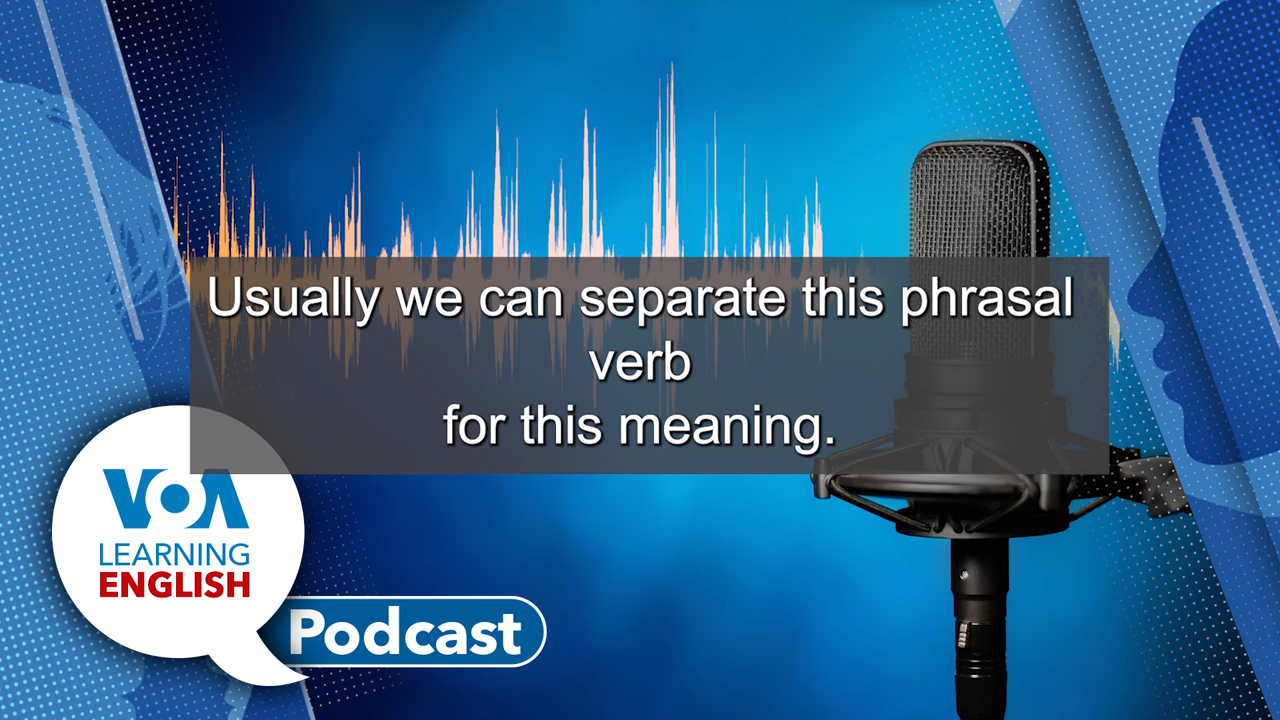 Usually we can separate this phrasal
verb
for this meaning.
VOA
LEARNING
ENGLISH
Podcast